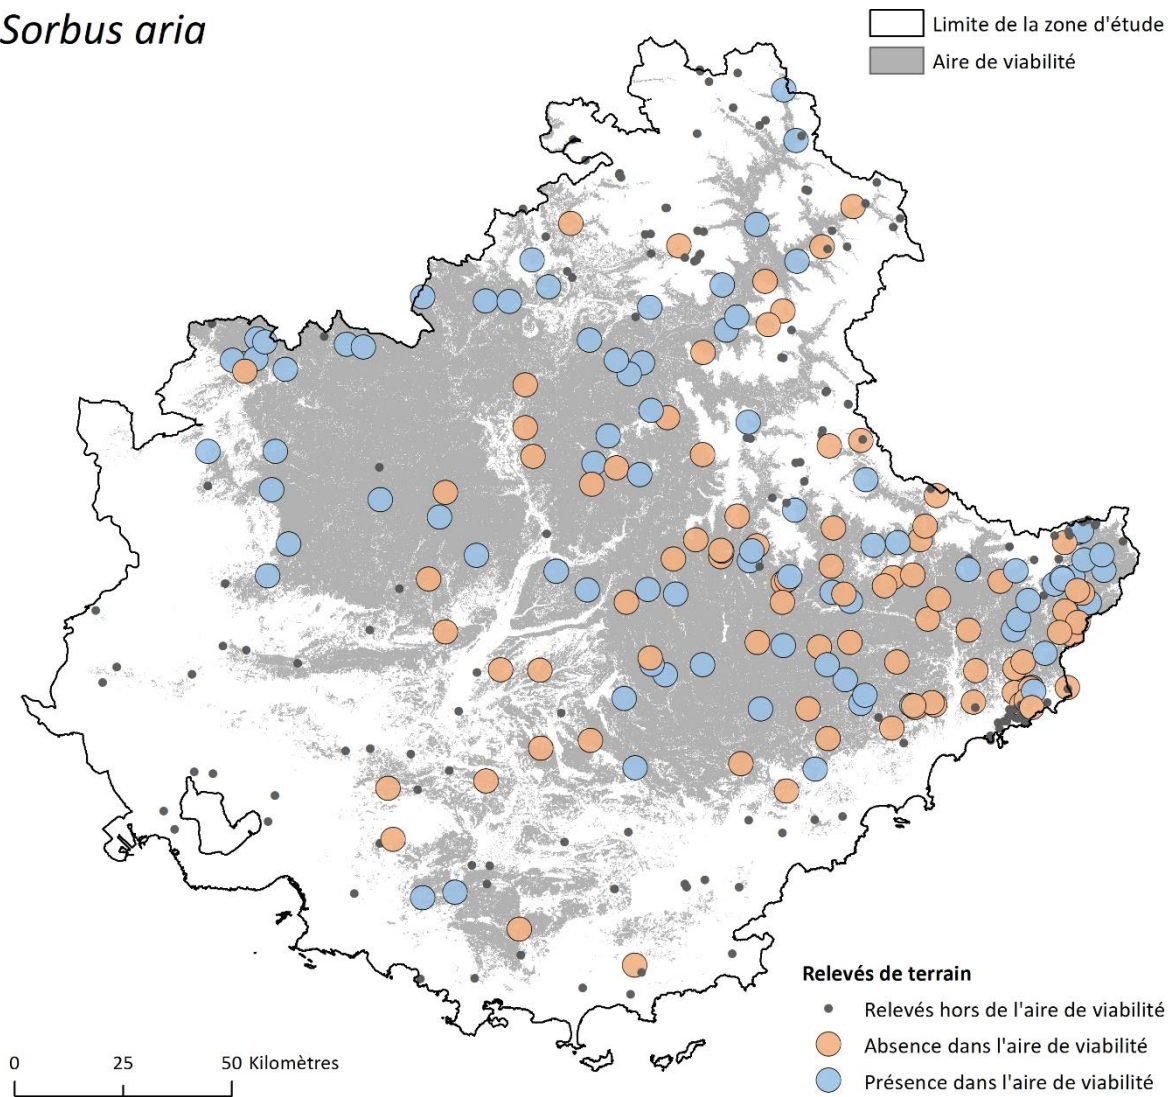 Sorbus aria
Limite de la zone d'étude
Aire de viabilité
Relevés de terrain
Relevés hors de l'aire de viabilité
Absence dans l'aire de viabilité
Présence dans l'aire de viabilité
0 25 50 Kilomètres